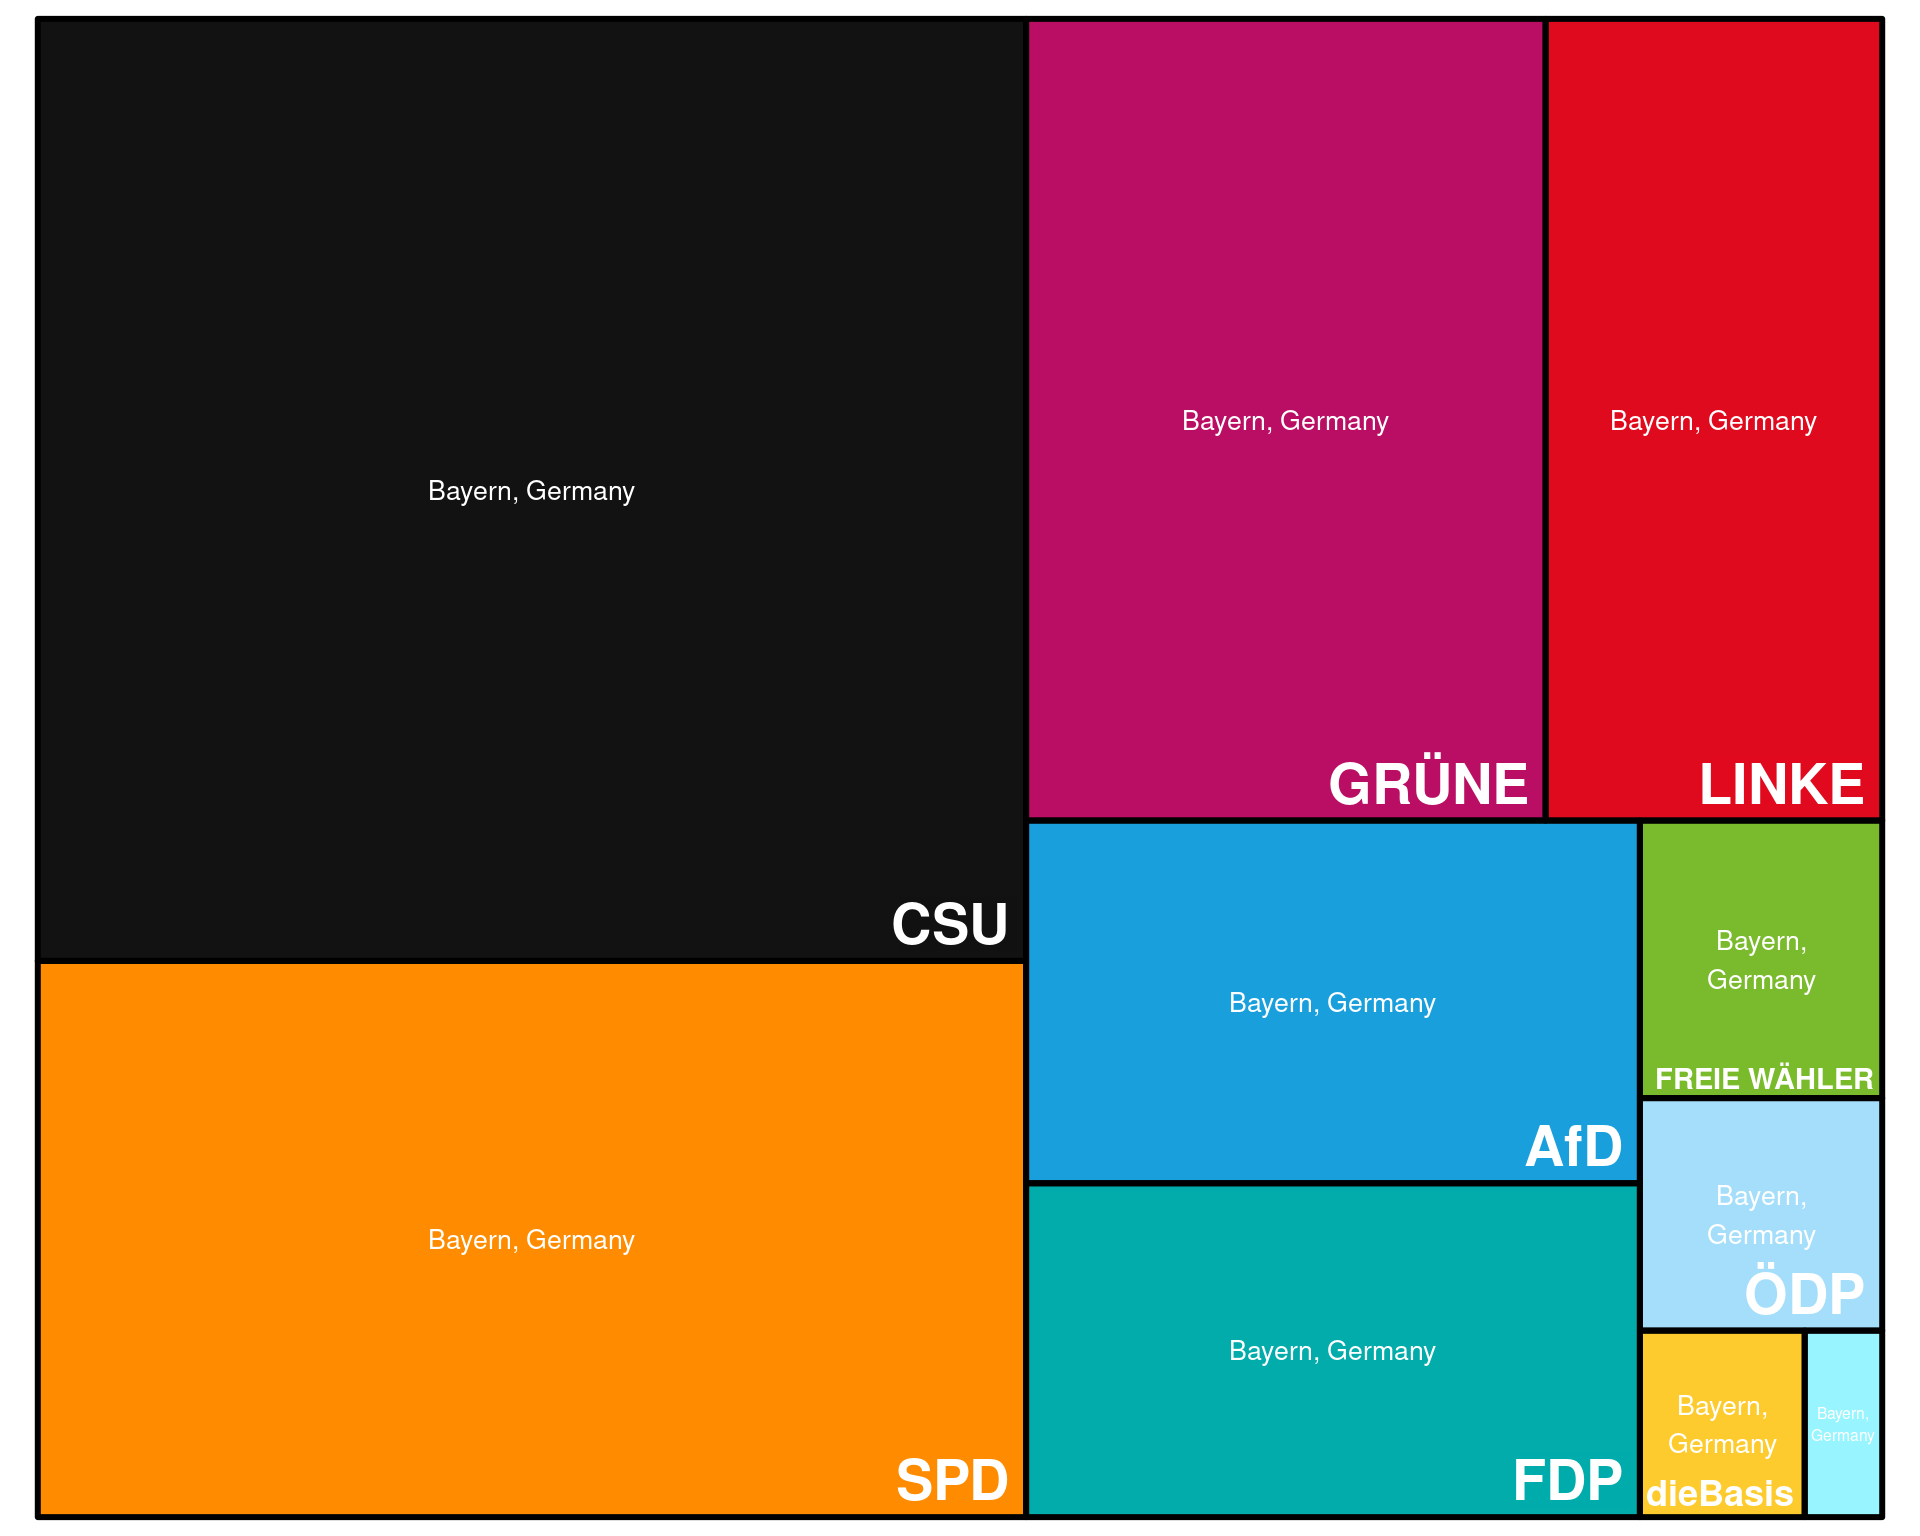 Bayern, Germany
CSU
Bayern, Germany
SPD
Bayern, Germany
GRÜNE
Bayern, Germany
LINKE
Bayern, Germany
AfD
Bayern, Germany
FDP
Bayern,
Germany
FREIE WÄHLER
Bayern,
Germany
ÖDP
Bayern,
Germany
dieBasis
Bayern,
Germany